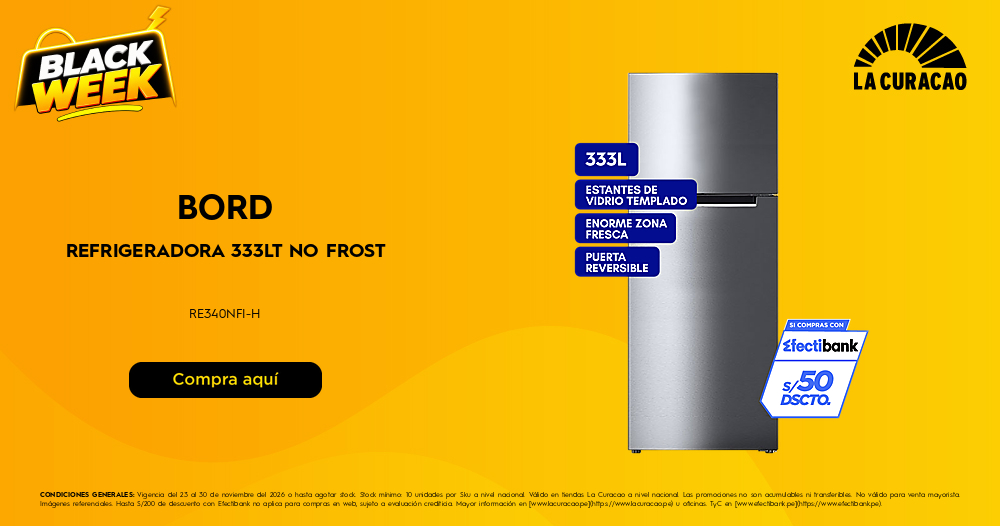 BLACK
WEEK
LA CURACAO
333L
ESTANTES DE
VIDRIO TEMPLADO
ENORME ZONA
FRESCA
PUERTA
REVERSIBLE
BORD
REFRIGERADORA 333LT NO FROST
RE340NFI-H
Compra aquí
SI COMPRAS CON
Efectibank
S/50
DSCTO.
CONDICIONES GENERALES: Vigencia del 23 al 30 de noviembre del 2026 o hasta agotar stock. Stock mínimo: 10 unidades por Sku a nivel nacional. Válido en tiendas La Curacao a nivel nacional. Las promociones no son acumulables ni transferibles. No válido para venta mayorista.
Imágenes referenciales. Hasta S/200 de descuento con Efectibank no aplica para compras en web, sujeto a evaluación crediticia. Mayor información en [www.lacuracao.pe](https://www.lacuracao.pe) u oficinas. TyC en [www.efectibank.pe](https://www.efectibank.pe).